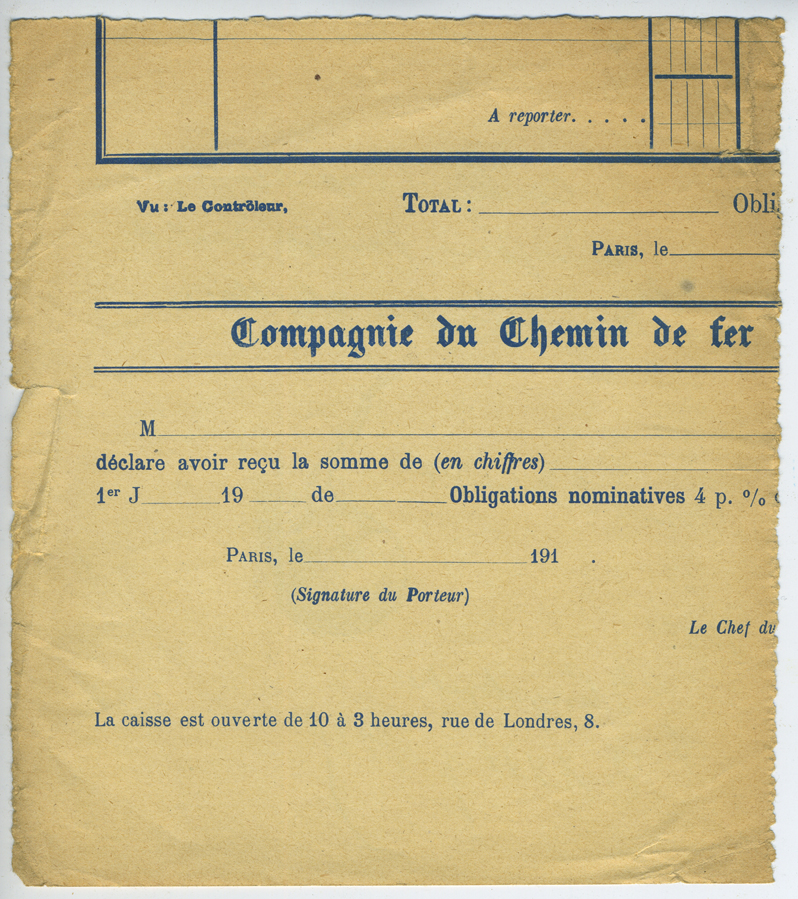 A reporter. . . . .
Vu : Le Contrôleur,
TOTAL : Obli
PARIS, le
Compagnie du Chemin de fer
M
déclare avoir reçu la somme de (en chiffres)
1er J 19 de Obligations nominatives 4 p. %
PARIS, le 191 .
(Signature du Porteur)
Le Chef du
La caisse est ouverte de 10 à 3 heures, rue de Londres, 8.